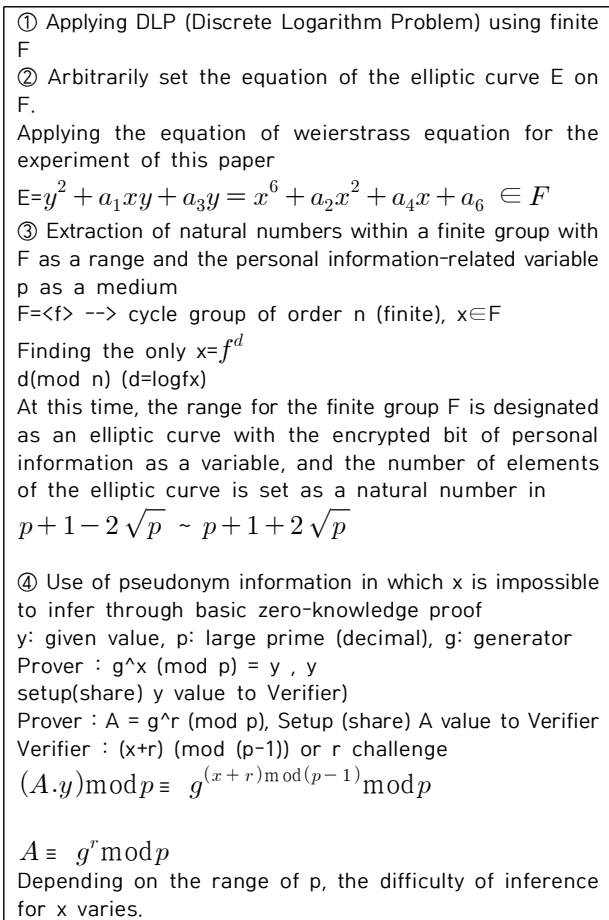 ① Applying DLP (Discrete Logarithm Problem) using finite
F
② Arbitrarily set the equation of the elliptic curve E on
F.
Applying the equation of weierstrass equation for the
experiment of this paper
E=y² + a₁xy + a₃y = x⁶ + a₂x² + a₄x + a₆ ∈ F
③ Extraction of natural numbers within a finite group with
F as a range and the personal information-related variable
p as a medium
F=<f> --> cycle group of order n (finite), x∈F
Finding the only x=f^d
d(mod n) (d=logfx)
At this time, the range for the finite group F is designated
as an elliptic curve with the encrypted bit of personal
information as a variable, and the number of elements
of the elliptic curve is set as a natural number in
p+1-2√p ~ p+1+2√p
④ Use of pseudonym information in which x is impossible
to infer through basic zero-knowledge proof
y: given value, p: large prime (decimal), g: generator
Prover : g^x (mod p) = y , y
setup(share) y value to Verifier)
Prover : A = g^r (mod p), Setup (share) A value to Verifier
Verifier : (x+r) (mod (p-1)) or r challenge
(A.y)mod p ≡ g^(x+r)mod(p-1) mod p
A ≡ g^r mod p
Depending on the range of p, the difficulty of inference
for x varies.